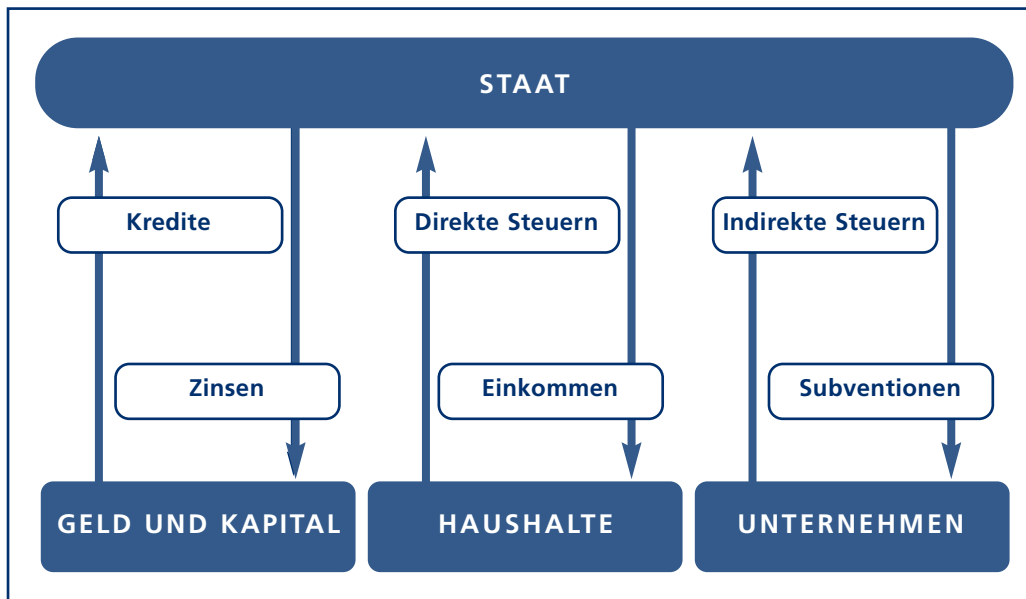 STAAT
Kredite
Direkte Steuern
Indirekte Steuern
Zinsen
Einkommen
Subventionen
GELD UND KAPITAL
HAUSHALTE
UNTERNEHMEN